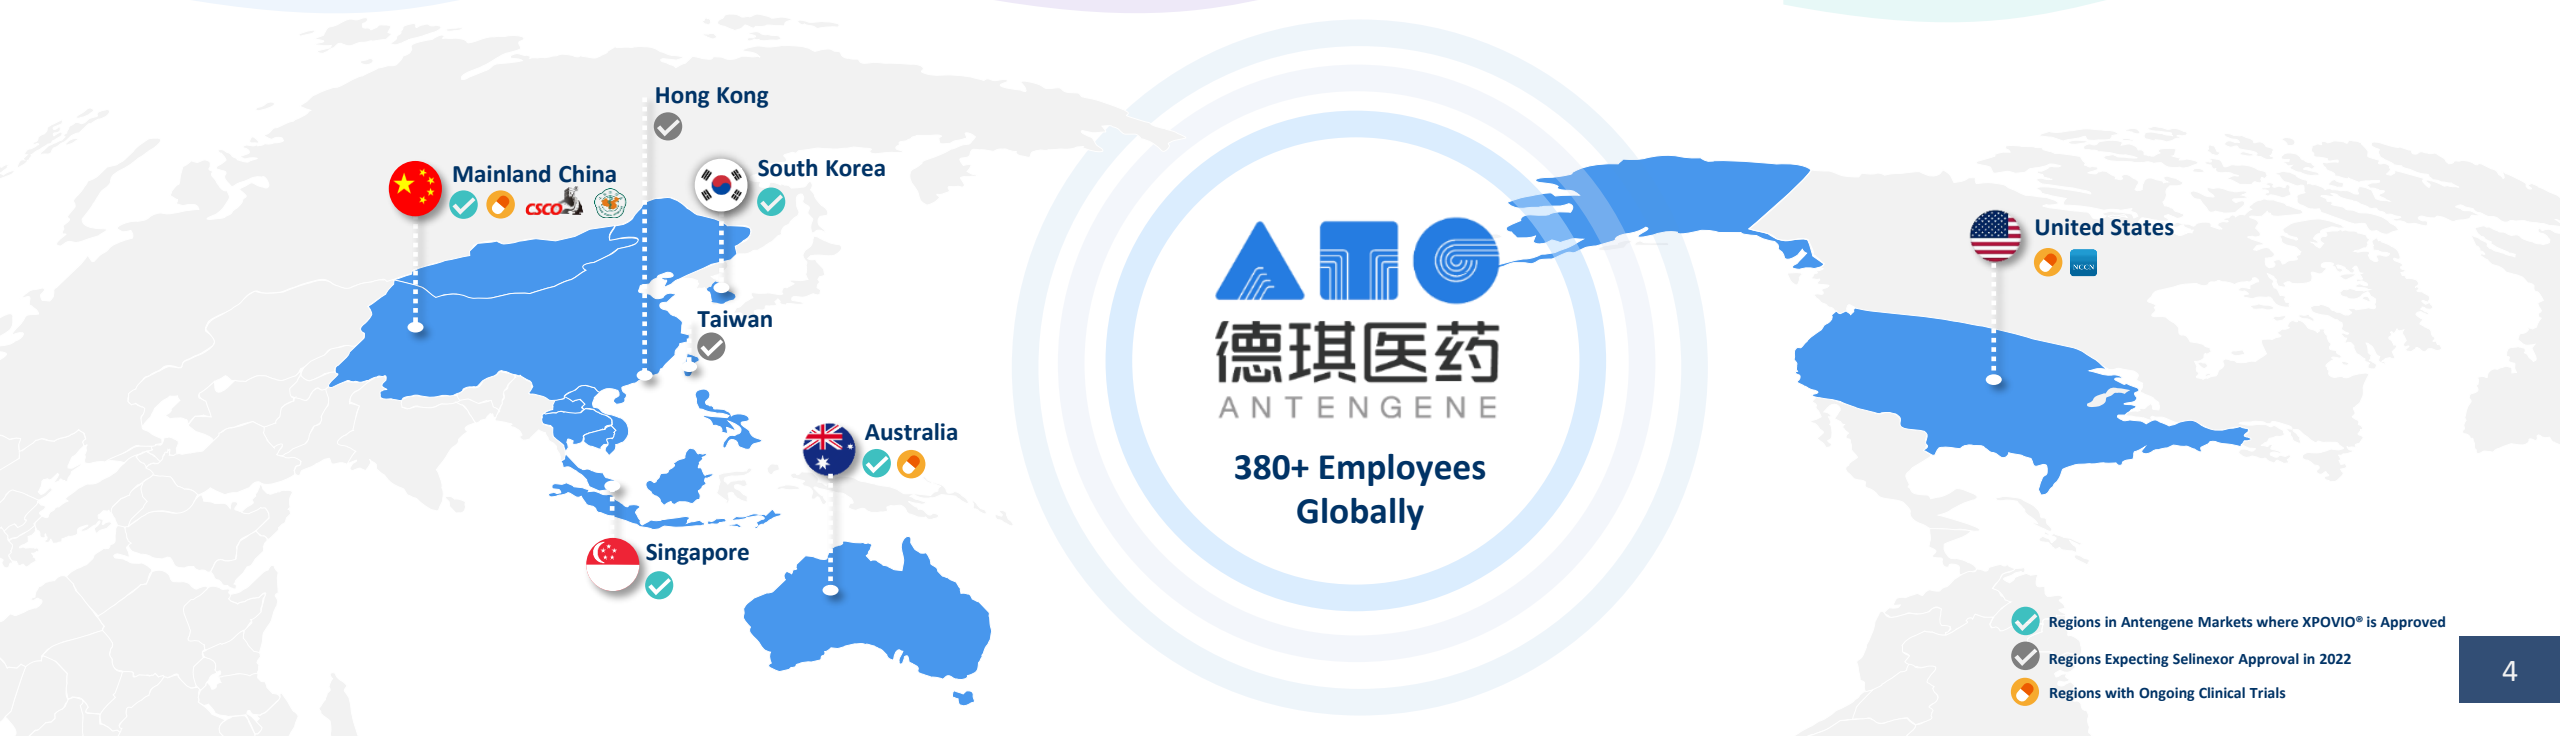 Hong Kong
Mainland China
CSCO
South Korea
Taiwan
Australia
Singapore
ATG
德琪医药
ANTENGENE
380+ Employees
Globally
United States
NCCN
Regions in Antengene Markets where XPOVIO® is Approved
Regions Expecting Selinexor Approval in 2022
Regions with Ongoing Clinical Trials
4